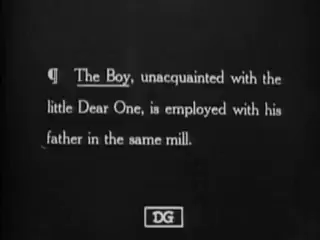 ¶ The Boy, unacquainted with the
little Dear One, is employed with his
father in the same mill.
DG